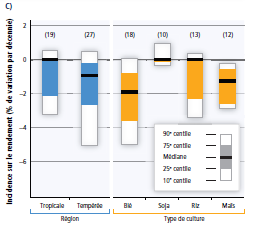 C)
Incidence sur le rendement (% de variation par décennie)
2
0
−2
−4
−6
(19) (27) (18) (10) (13) (12)
90e centile
75e centile
Médiane
25e centile
10e centile
Tropicale Tempérée Blé Soja Riz Maïs
Région Type de culture